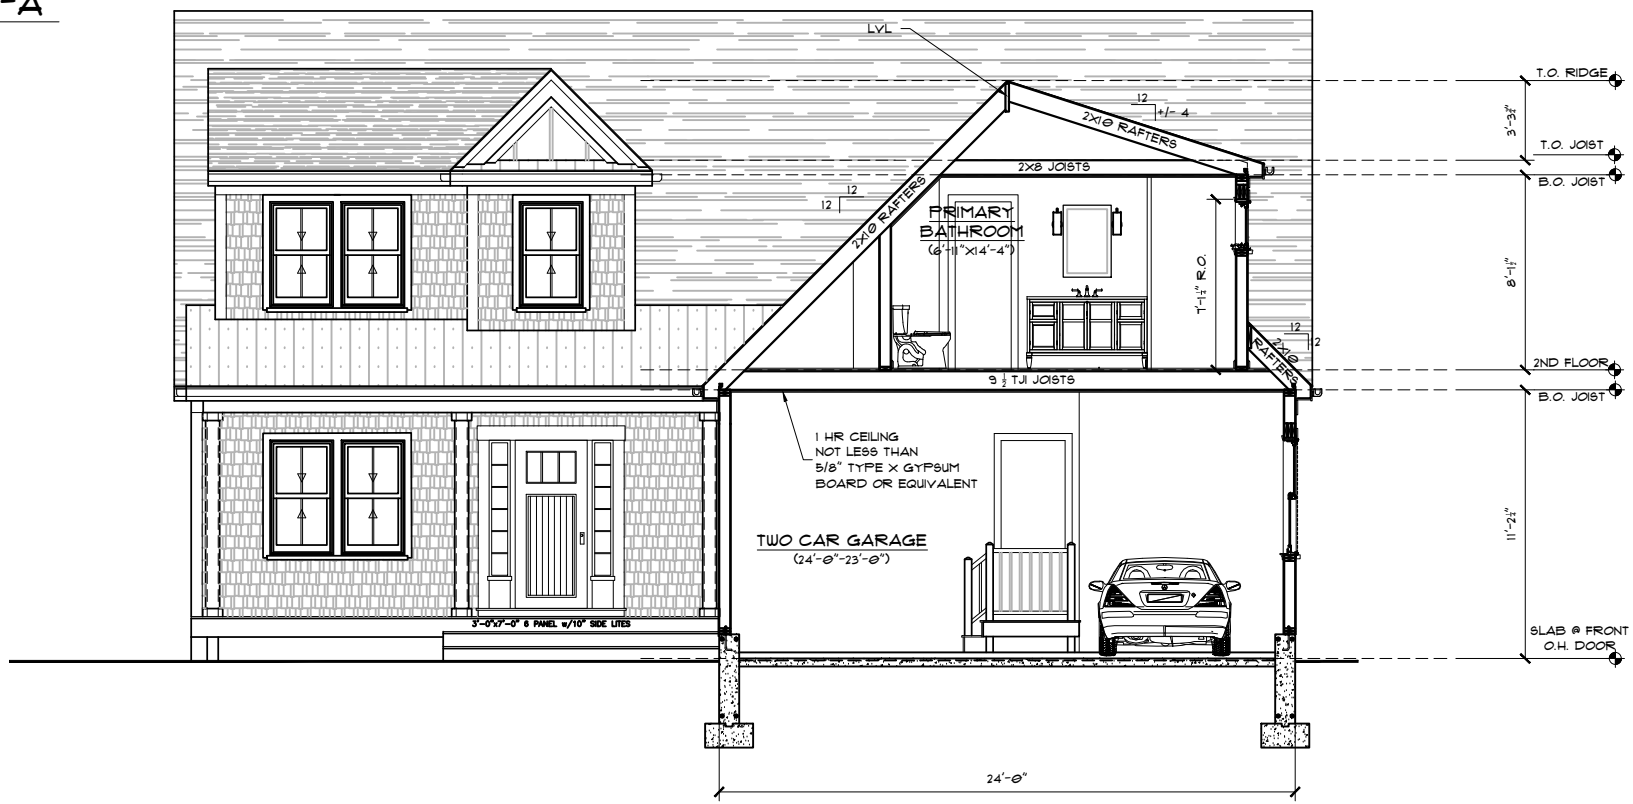 -A
LVL
T.O. RIDGE
12
+/- 4
2X10 RAFTERS
3'-3¾"
T.O. JOIST
2X8 JOISTS
B.O. JOIST
12
12
2X10 RAFTERS
PRIMARY
BATHROOM
(6'-11"X14'-4")
7'-1½" R.O.
8'-1½"
12
12
2X10
RAFTERS
2ND FLOOR
9 ½ TJI JOISTS
B.O. JOIST
1 HR CEILING
NOT LESS THAN
5/8" TYPE X GYPSUM
BOARD OR EQUIVALENT
11'-2½"
TWO CAR GARAGE
(24'-0"-23'-0")
3'-0"x7'-0" 6 PANEL w/10" SIDE LITES
SLAB @ FRONT
O.H. DOOR
24'-0"